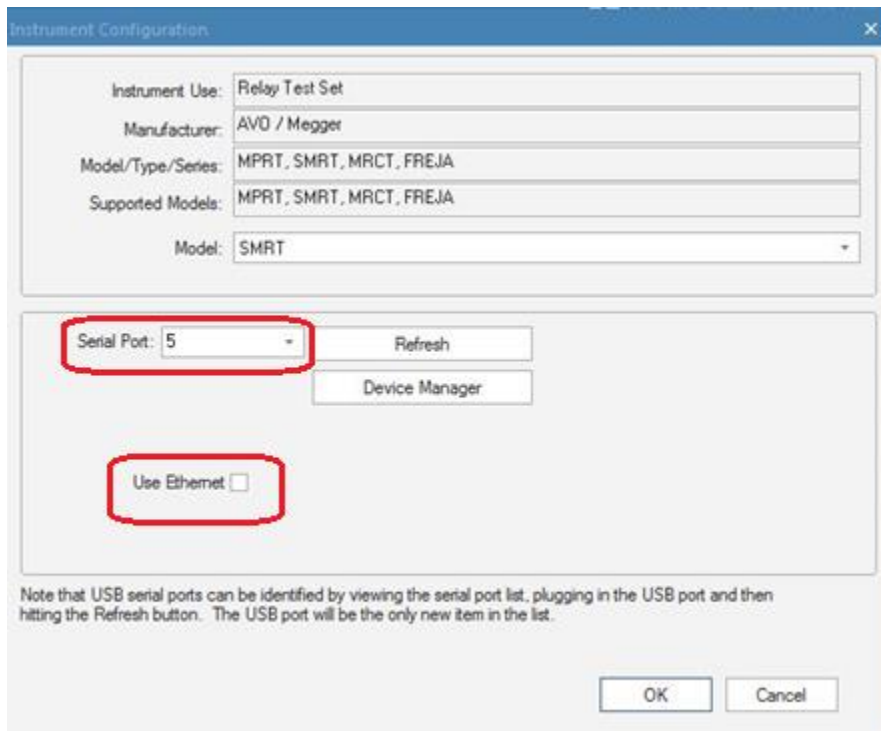 Instrument Configuration
Instrument Use: Relay Test Set
Manufacturer: AVO / Megger
Model/Type/Series: MPRT, SMRT, MRCT, FREJA
Supported Models: MPRT, SMRT, MRCT, FREJA
Model: SMRT
Serial Port: 5 Refresh
Device Manager
Use Ethernet
Note that USB serial ports can be identified by viewing the serial port list, plugging in the USB port and then
hitting the Refresh button. The USB port will be the only new item in the list.
OK Cancel